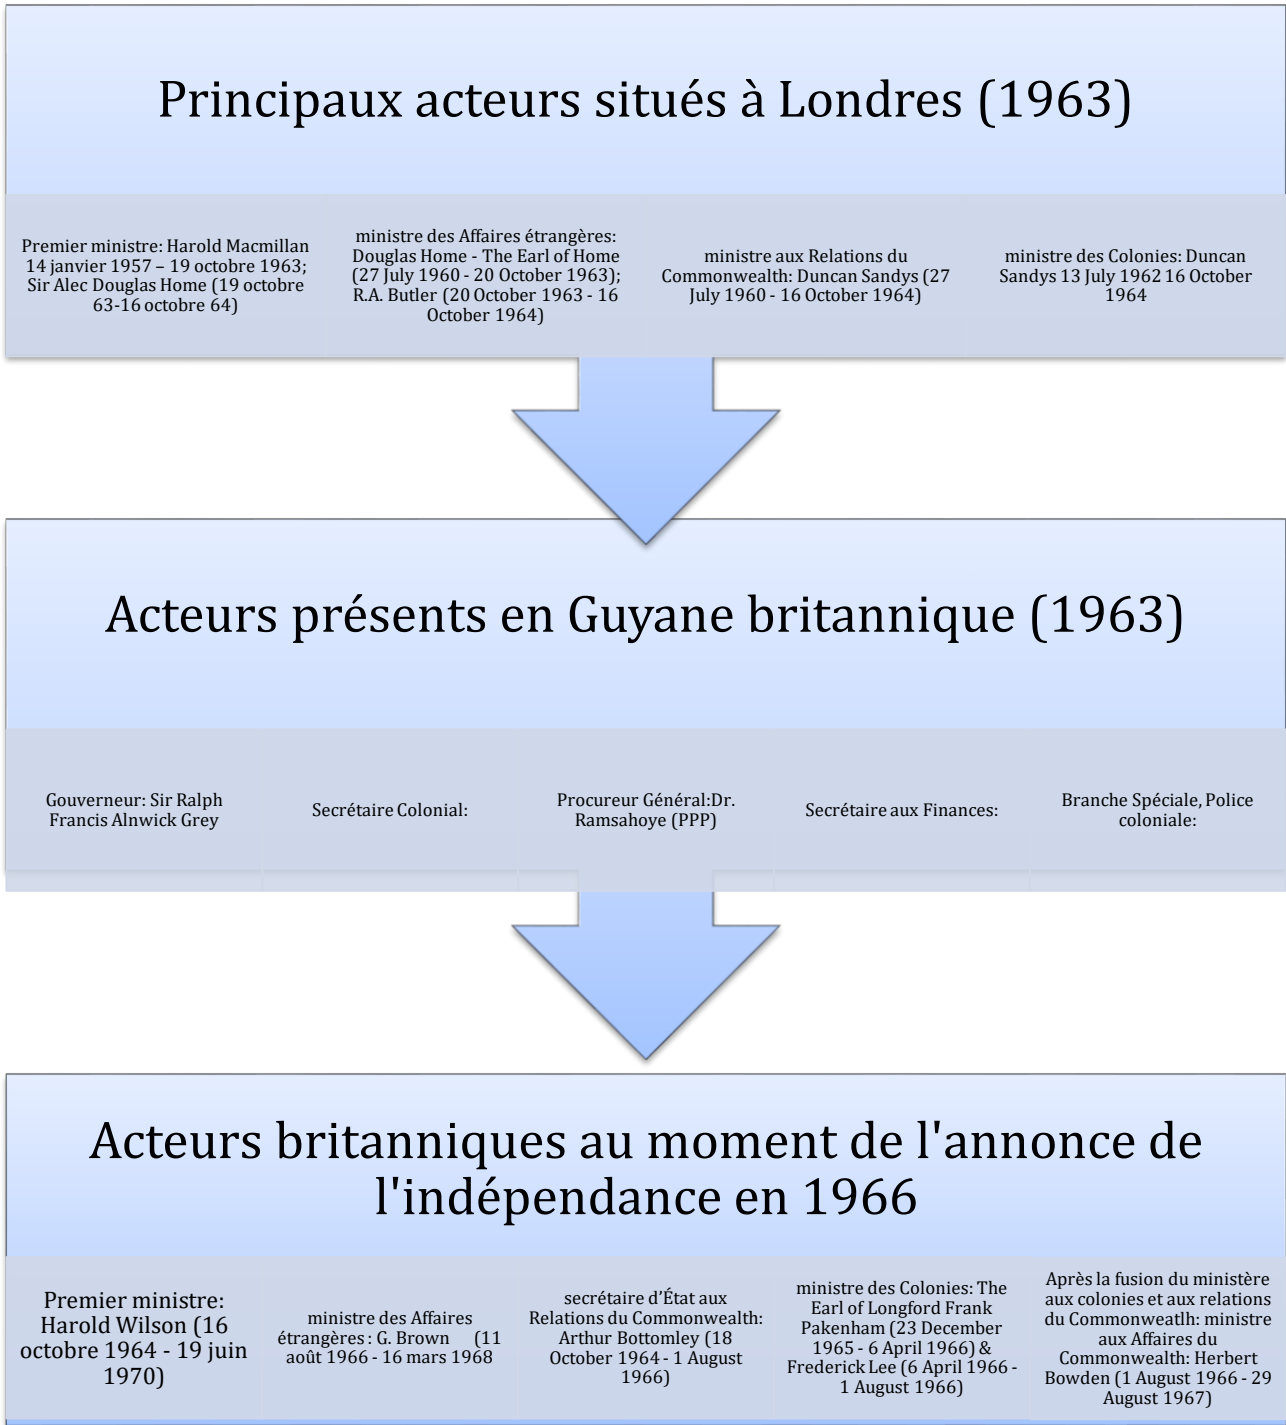 Principaux acteurs situés à Londres (1963)
Premier ministre: Harold Macmillan
14 janvier 1957 – 19 octobre 1963;
Sir Alec Douglas Home (19 octobre
63-16 octobre 64)
ministre des Affaires étrangères:
Douglas Home - The Earl of Home
(27 July 1960 - 20 October 1963);
R.A. Butler (20 October 1963 - 16
October 1964)
ministre aux Relations du
Commonwealth: Duncan Sandys (27
July 1960 - 16 October 1964)
ministre des Colonies: Duncan
Sandys 13 July 1962 16 October
1964
Acteurs présents en Guyane britannique (1963)
Gouverneur: Sir Ralph
Francis Alnwick Grey
Secrétaire Colonial:
Procureur Général:Dr.
Ramsahoye (PPP)
Secrétaire aux Finances:
Branche Spéciale, Police
coloniale:
Acteurs britanniques au moment de l'annonce de
l'indépendance en 1966
Premier ministre:
Harold Wilson (16
octobre 1964 - 19 juin
1970)
ministre des Affaires
étrangères : G. Brown (11
août 1966 - 16 mars 1968
secrétaire d’État aux
Relations du Commonwealth:
Arthur Bottomley (18
October 1964 - 1 August
1966)
ministre des Colonies: The
Earl of Longford Frank
Pakenham (23 December
1965 - 6 April 1966) &
Frederick Lee (6 April 1966 -
1 August 1966)
Après la fusion du ministère
aux colonies et aux relations
du Commonweatlh: ministre
aux Affaires du
Commonwealth: Herbert
Bowden (1 August 1966 - 29
August 1967)